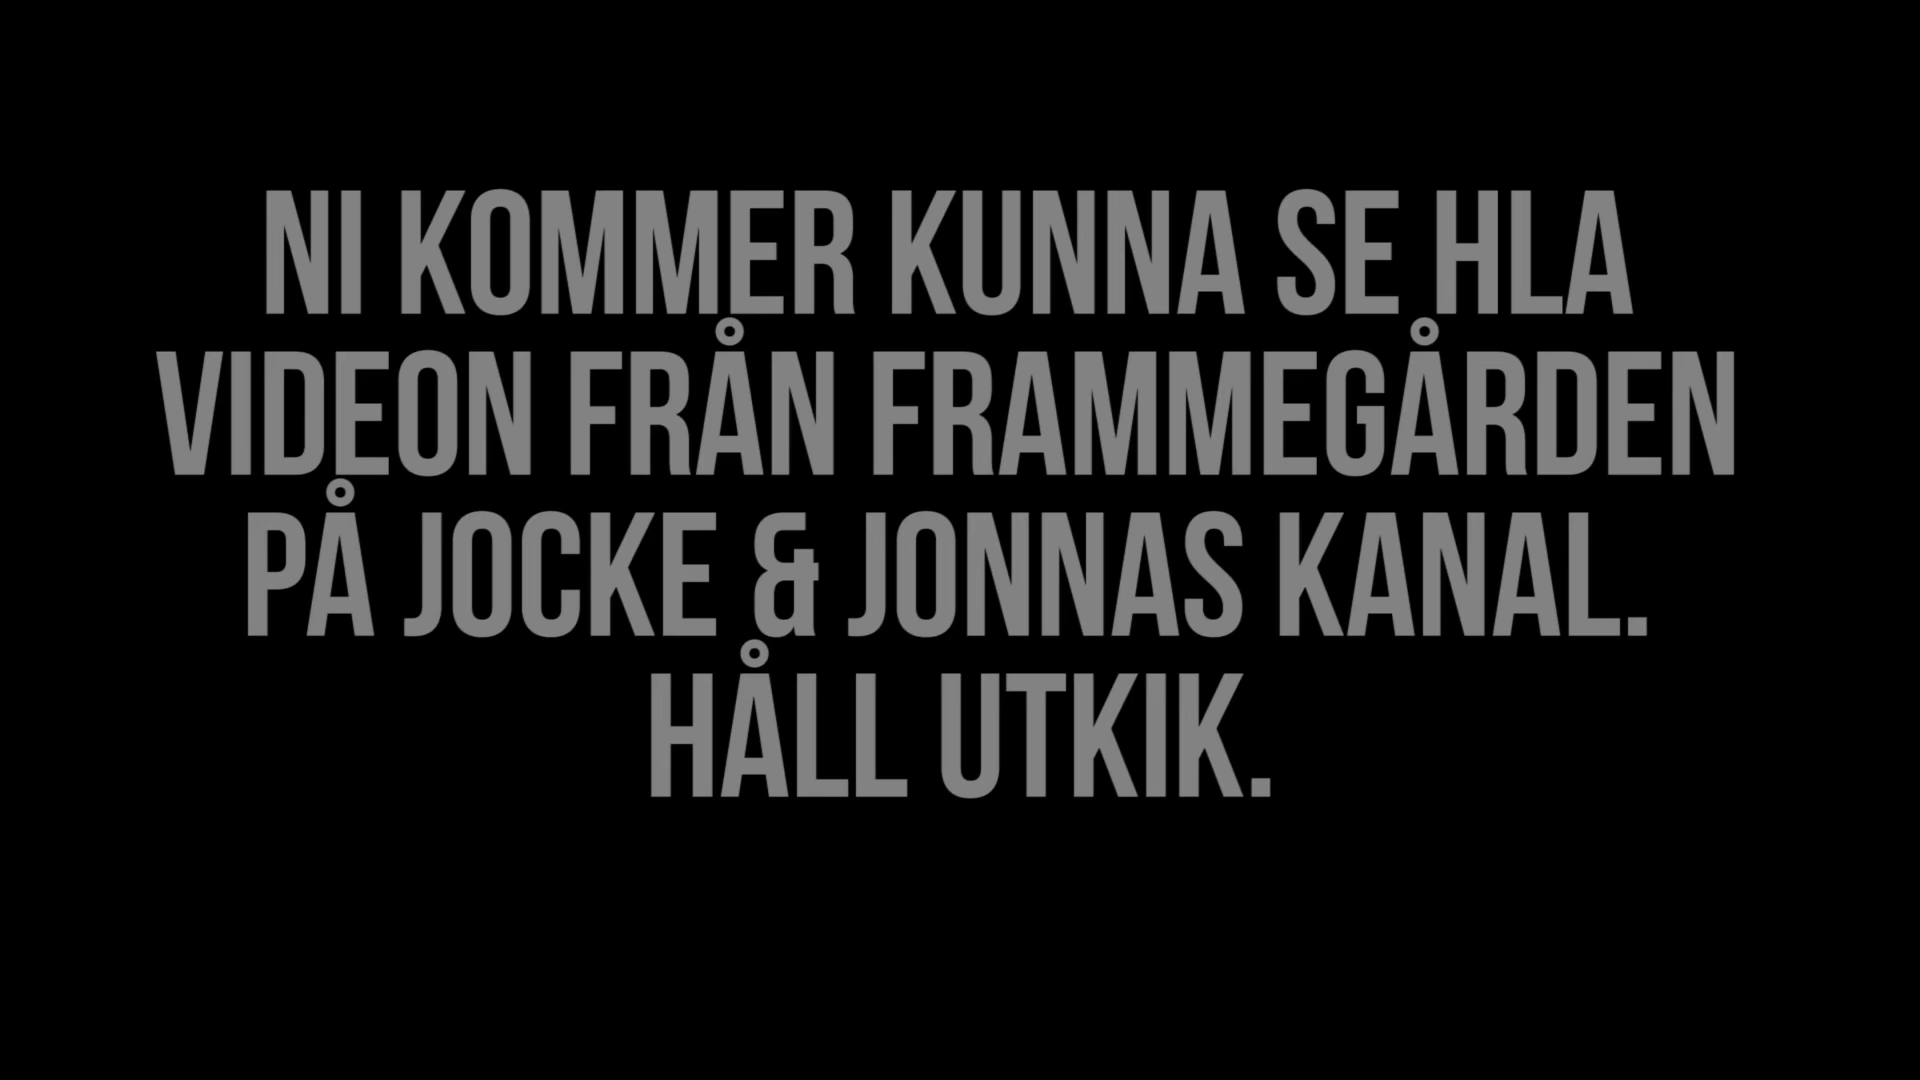 NI KOMMER KUNNA SE HLA
VIDEON FRÅN FRAMMEGÅRDEN
PÅ JOCKE & JONNAS KANAL.
HÅLL UTKIK.